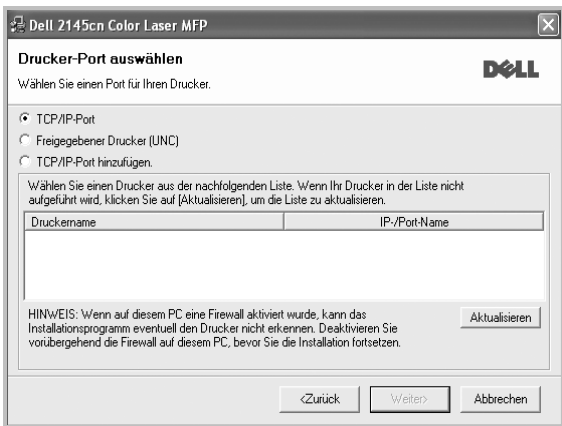 Dell 2145cn Color Laser MFP
Drucker-Port auswählen
Wählen Sie einen Port für Ihren Drucker.
DELL
TCP/IP-Port
Freigegebener Drucker (UNC)
TCP/IP-Port hinzufügen.
Wählen Sie einen Drucker aus der nachfolgenden Liste. Wenn Ihr Drucker in der Liste nicht
aufgeführt wird, klicken Sie auf [Aktualisieren], um die Liste zu aktualisieren.
Druckername IP-/Port-Name
HINWEIS: Wenn auf diesem PC eine Firewall aktiviert wurde, kann das
Installationsprogramm eventuell den Drucker nicht erkennen. Deaktivieren Sie
vorübergehend die Firewall auf diesem PC, bevor Sie die Installation fortsetzen.
Aktualisieren
<Zurück Weiter> Abbrechen